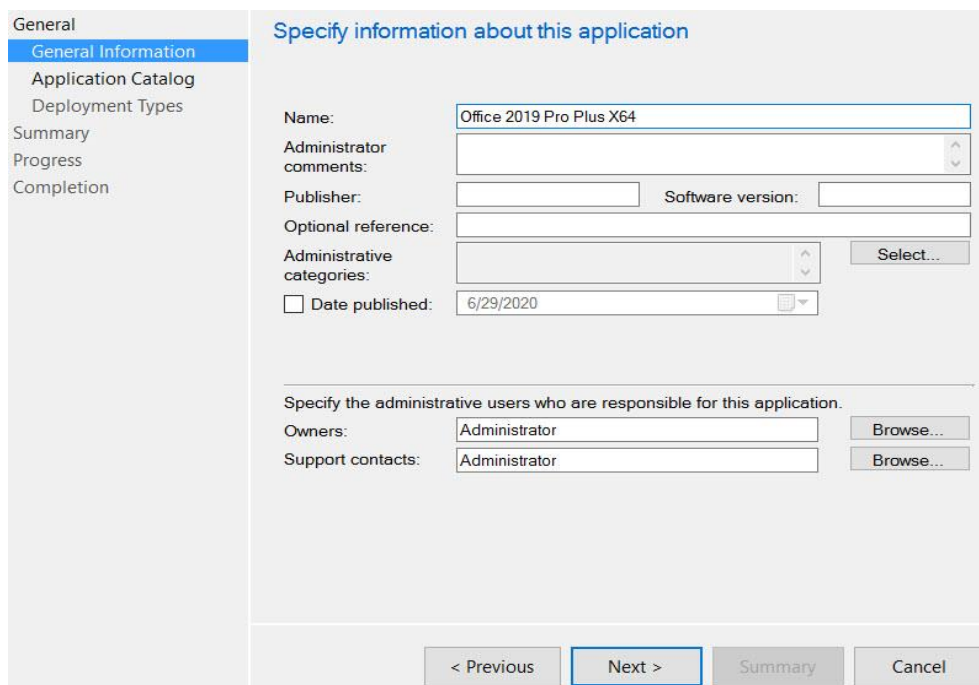 General
General Information
Application Catalog
Deployment Types
Summary
Progress
Completion
Specify information about this application
Name: Office 2019 Pro Plus X64
Administrator
comments:
Publisher: Software version:
Optional reference:
Administrative
categories: Select...
Date published: 6/29/2020
Specify the administrative users who are responsible for this application.
Owners: Administrator Browse...
Support contacts: Administrator Browse...
< Previous Next > Summary Cancel